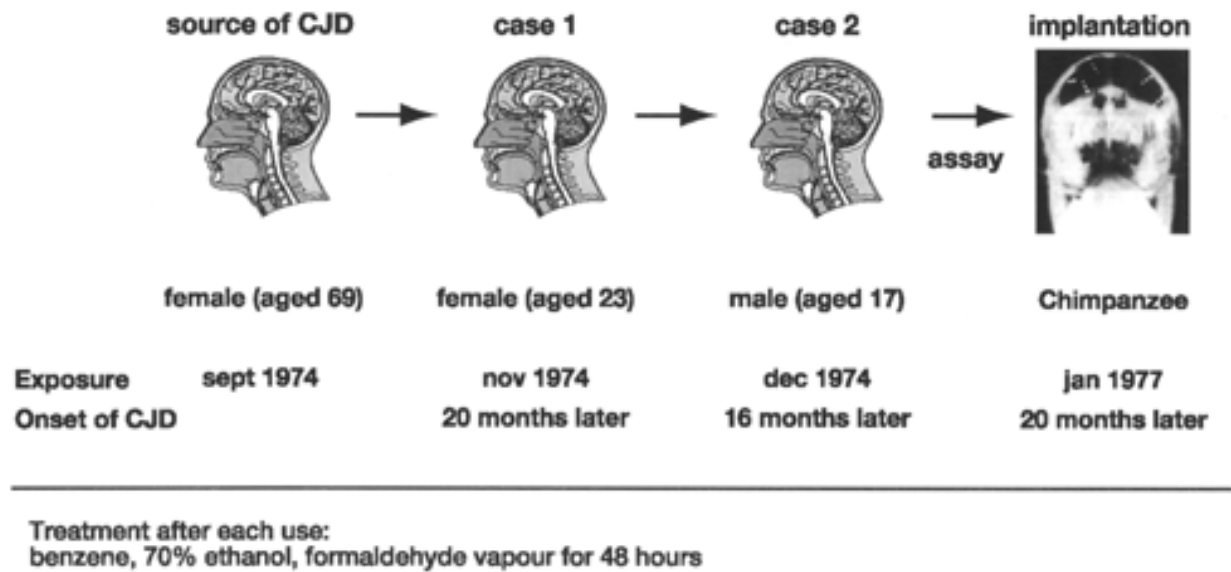 source of CJD case 1 case 2 implantation
assay
female (aged 69) female (aged 23) male (aged 17) Chimpanzee
Exposure sept 1974 nov 1974 dec 1974 jan 1977
Onset of CJD 20 months later 16 months later 20 months later
Treatment after each use:
benzene, 70% ethanol, formaldehyde vapour for 48 hours